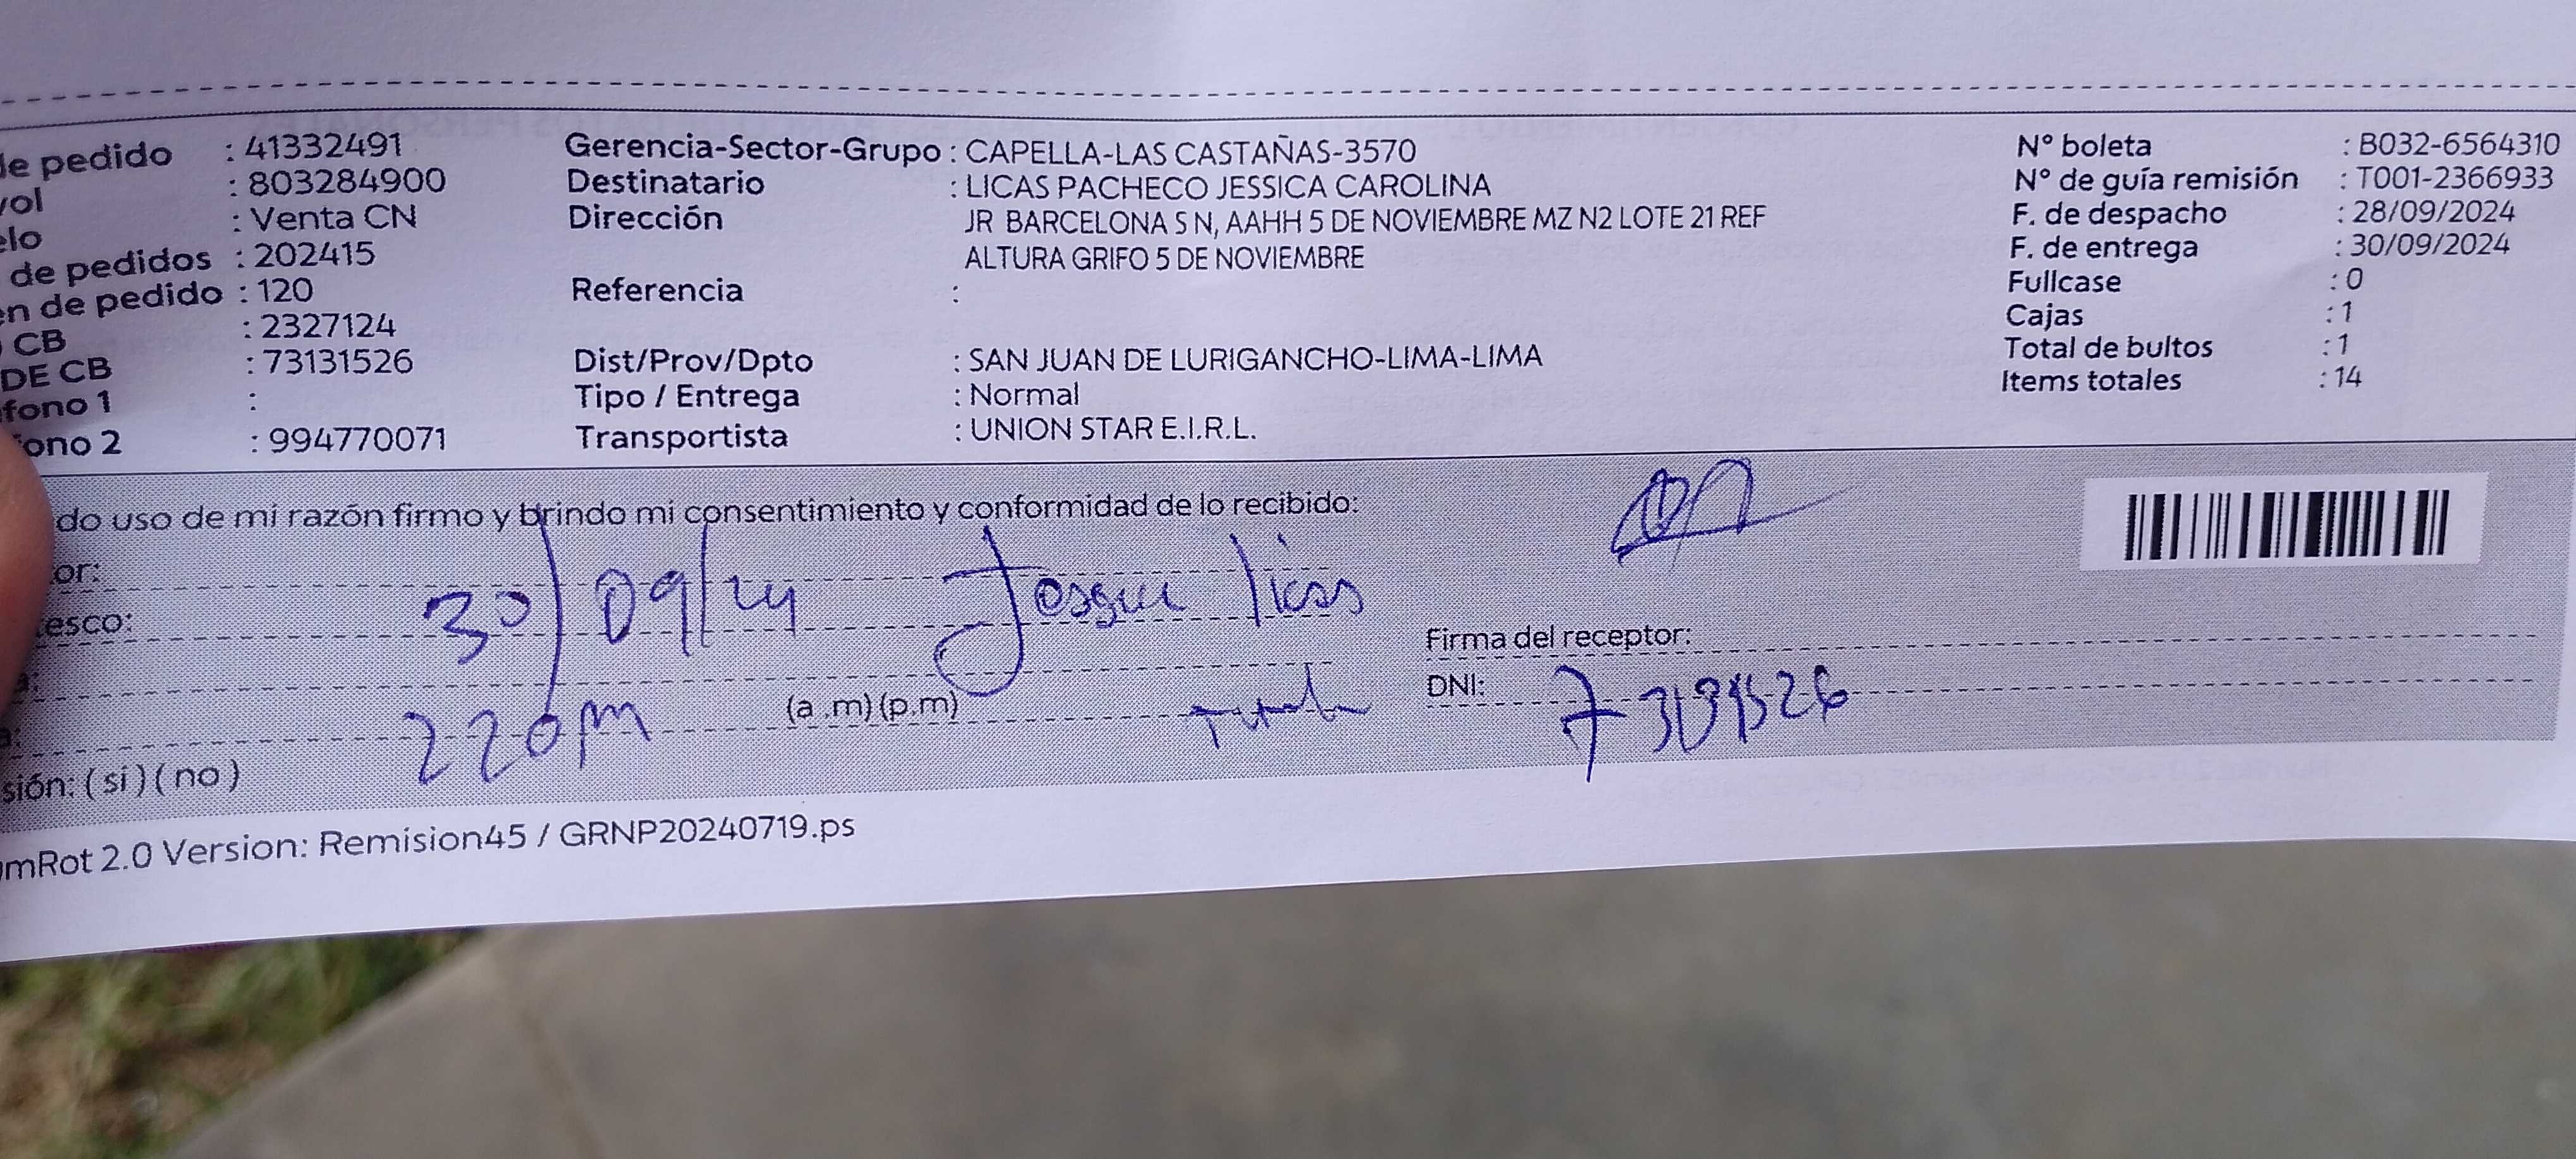 de pedido : 41332491
vol : 803284900
elo : Venta CN
de pedidos : 202415
en de pedido : 120
CB : 2327124
DE CB : 73131526
fono 1 :
ono 2 : 994770071
Gerencia-Sector-Grupo : CAPELLA-LAS CASTAÑAS-3570
Destinatario : LICAS PACHECO JESSICA CAROLINA
Dirección JR BARCELONA S N, AAHH 5 DE NOVIEMBRE MZ N2 LOTE 21 REF
ALTURA GRIFO 5 DE NOVIEMBRE
Referencia :
Dist/Prov/Dpto : SAN JUAN DE LURIGANCHO-LIMA-LIMA
Tipo / Entrega : Normal
Transportista : UNION STAR E.I.R.L.
N° boleta : B032-6564310
N° de guía remisión : T001-2366933
F. de despacho : 28/09/2024
F. de entrega : 30/09/2024
Fullcase : 0
Cajas : 1
Total de bultos : 1
Items totales : 14
do uso de mi razón firmo y brindo mi consentimiento y conformidad de lo recibido:
or:
esco: 30/09/24 licas
Firma del receptor:
220pm (a .m) (p.m)
DNI:
sión: ( si ) ( no )
mRot 2.0 Version: Remision45 / GRNP20240719.ps